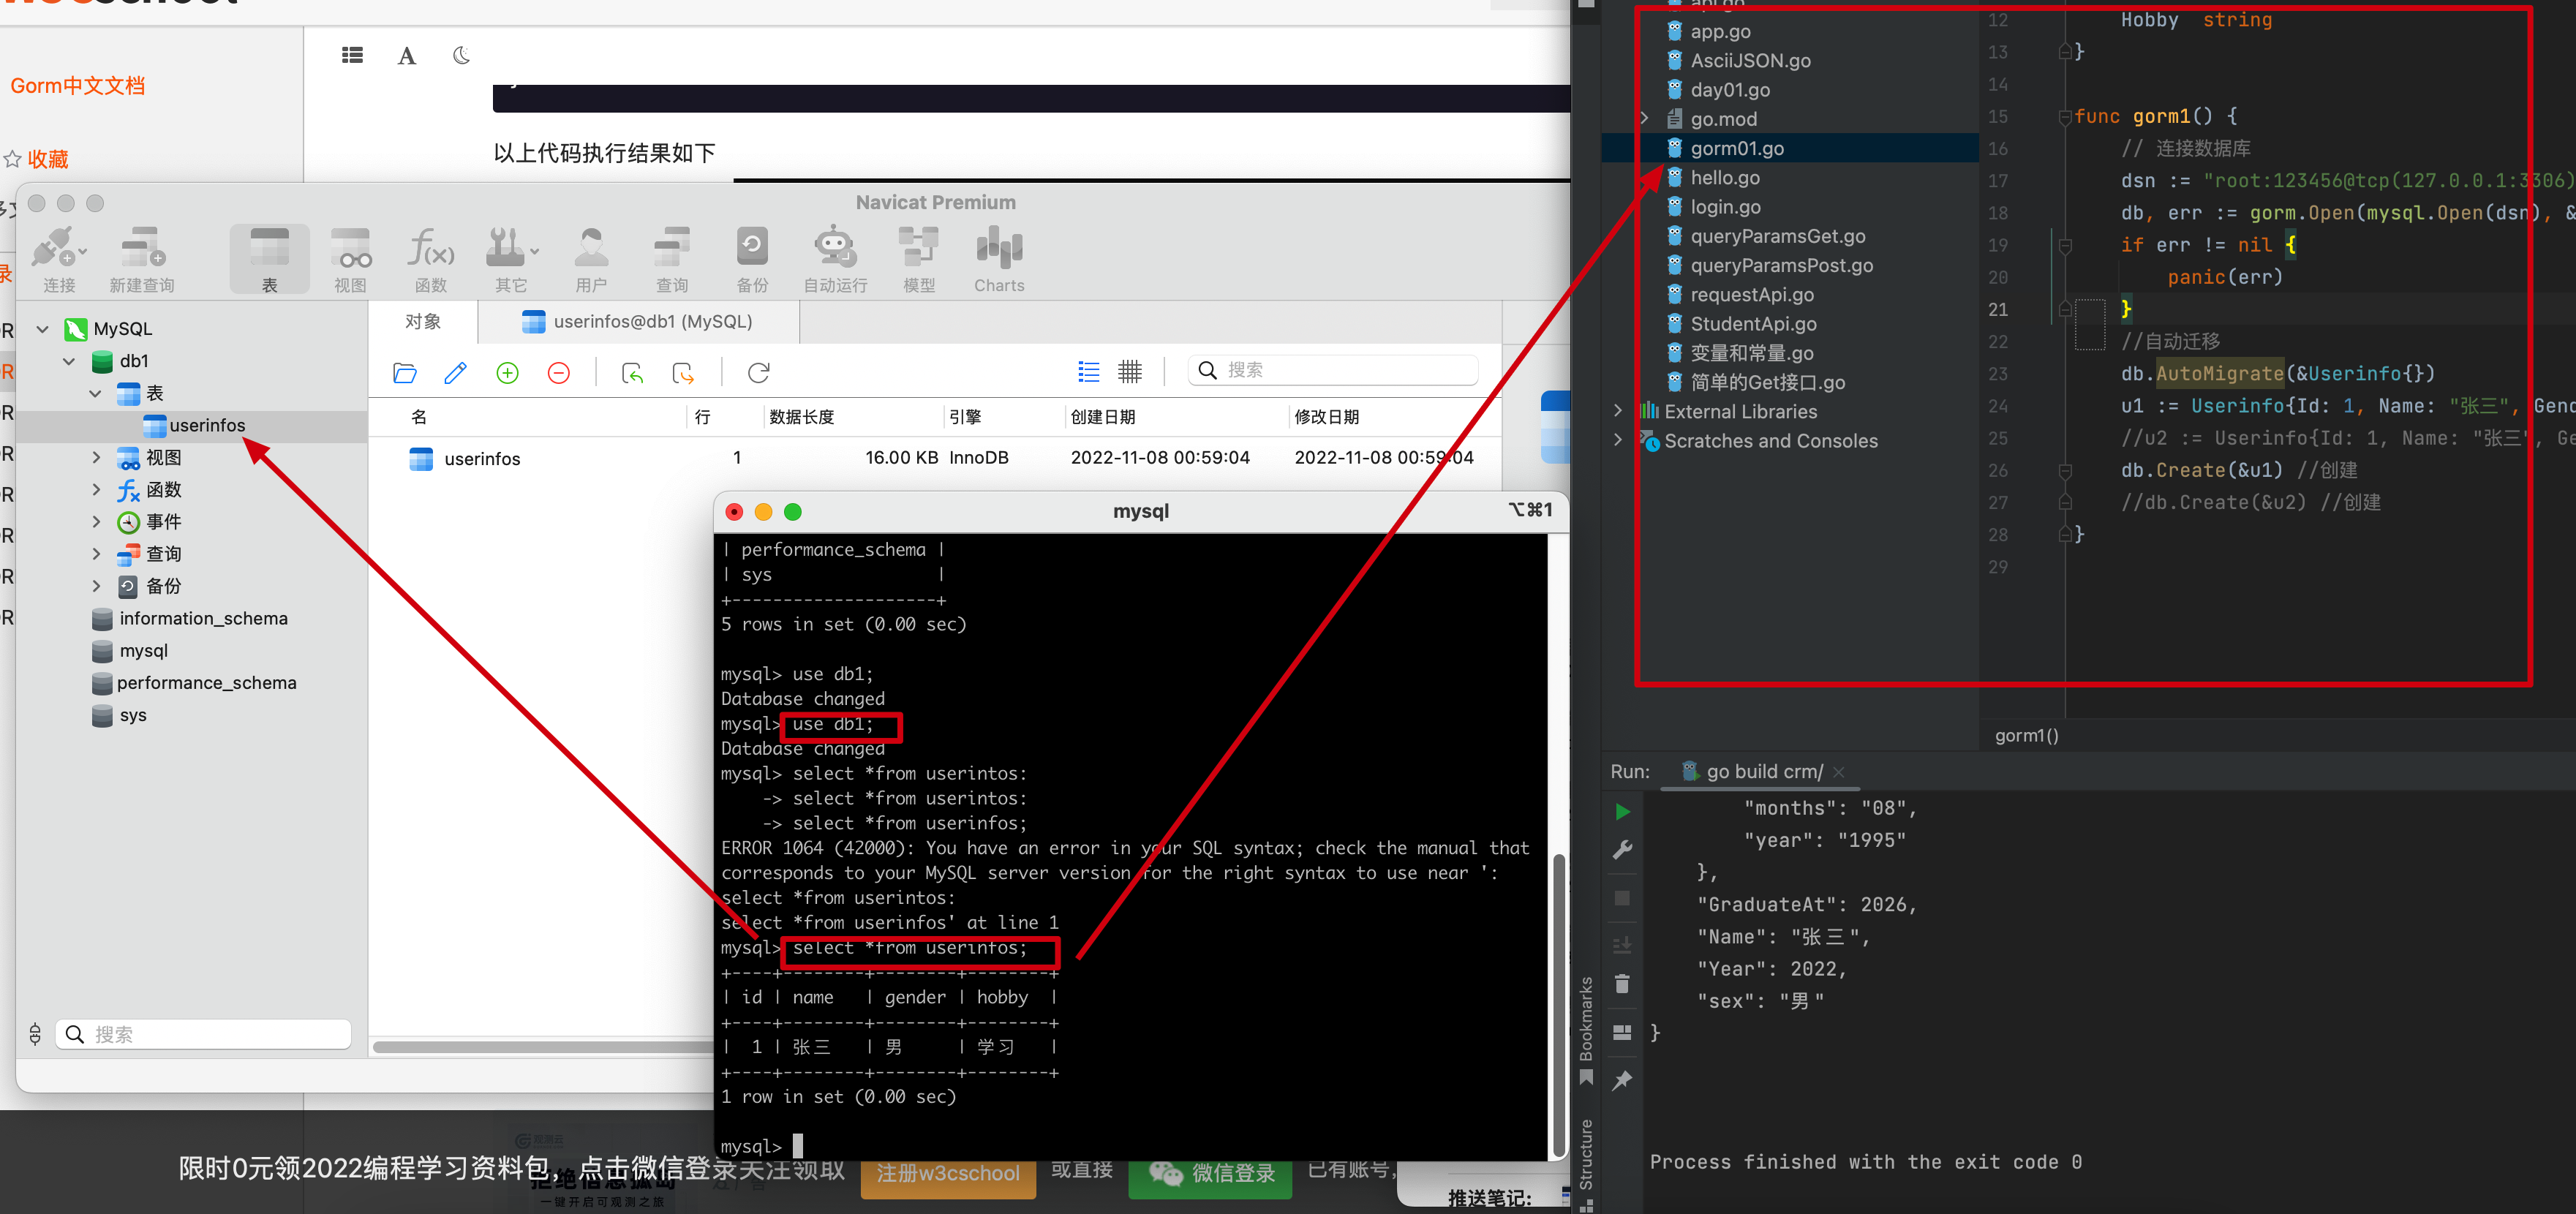 Gorm中文文档
收藏
以上代码执行结果如下
Navicat Premium
连接
新建查询
表
视图
函数
其它
用户
查询
备份
自动运行
模型
Charts
MySQL
db1
表
userinfos
视图
函数
事件
查询
备份
information_schema
mysql
performance_schema
sys
搜索
对象
userinfos@db1 (MySQL)
搜索
名 行 数据长度 引擎 创建日期 修改日期
userinfos 1 16.00 KB InnoDB 2022-11-08 00:59:04 2022-11-08 00:59:04
mysql
⌥⌘1
| performance_schema |
| sys |
+--------------------+
5 rows in set (0.00 sec)
mysql> use db1;
Database changed
mysql> use db1;
Database changed
mysql> select *from userintos:
-> select *from userintos:
-> select *from userinfos;
ERROR 1064 (42000): You have an error in your SQL syntax; check the manual that
corresponds to your MySQL server version for the right syntax to use near ':
select *from userintos:
select *from userinfos' at line 1
mysql> select *from userinfos;
+----+--------+--------+--------+
| id | name | gender | hobby |
+----+--------+--------+--------+
| 1 | 张三 | 男 | 学习 |
+----+--------+--------+--------+
1 row in set (0.00 sec)
mysql>
限时0元领2022编程学习资料包，点击微信登录关注领取
注册w3cschool
或直接
微信登录
已有账号,
一键开启可观测之旅
推送笔记:
api.go
app.go
AsciiJSON.go
day01.go
go.mod
gorm01.go
hello.go
login.go
queryParamsGet.go
queryParamsPost.go
requestApi.go
StudentApi.go
变量和常量.go
简单的Get接口.go
External Libraries
Scratches and Consoles
12 Hobby string
13 }
14
15 func gorm1() {
16 // 连接数据库
17 dsn := "root:123456@tcp(127.0.0.1:3306)
18 db, err := gorm.Open(mysql.Open(dsn), &
19 if err != nil {
20 panic(err)
21 }
22 //自动迁移
23 db.AutoMigrate(&Userinfo{})
24 u1 := Userinfo{Id: 1, Name: "张三", Gend
25 //u2 := Userinfo{Id: 1, Name: "张三", Ge
26 db.Create(&u1) //创建
27 //db.Create(&u2) //创建
28 }
29
gorm1()
Run:
go build crm/
"months": "08",
"year": "1995"
},
"GraduateAt": 2026,
"Name": "张三",
"Year": 2022,
"sex": "男"
}
Process finished with the exit code 0
Bookmarks
Structure